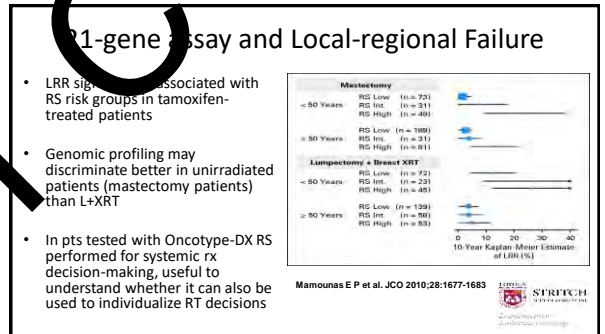 1-gene assay and Local-regional Failure
• LRR associated with
RS risk groups in tamoxifen-
treated patients
• Genomic profiling may
discriminate better in unirradiated
patients (mastectomy patients)
than L+XRT
• In pts tested with Oncotype-DX RS
performed for systemic rx
decision-making, useful to
understand whether it can also be
used to individualize RT decisions
Mastectomy
< 50 Years
RS Low (n = 73)
RS Int. (n = 31)
RS High (n = 40)
≥ 50 Years
RS Low (n = 189)
RS Int. (n = 31)
RS High (n = 81)
Lumpectomy + Breast XRT
< 50 Years
RS Low (n = 72)
RS Int. (n = 23)
RS High (n = 45)
≥ 50 Years
RS Low (n = 139)
RS Int. (n = 58)
RS High (n = 53)
0 10 20 30 40
10-Year Kaplan-Meier Estimate
of LRR (%)
Mamounas E P et al. JCO 2010;28:1677-1683
LOYOLA
STRITCH